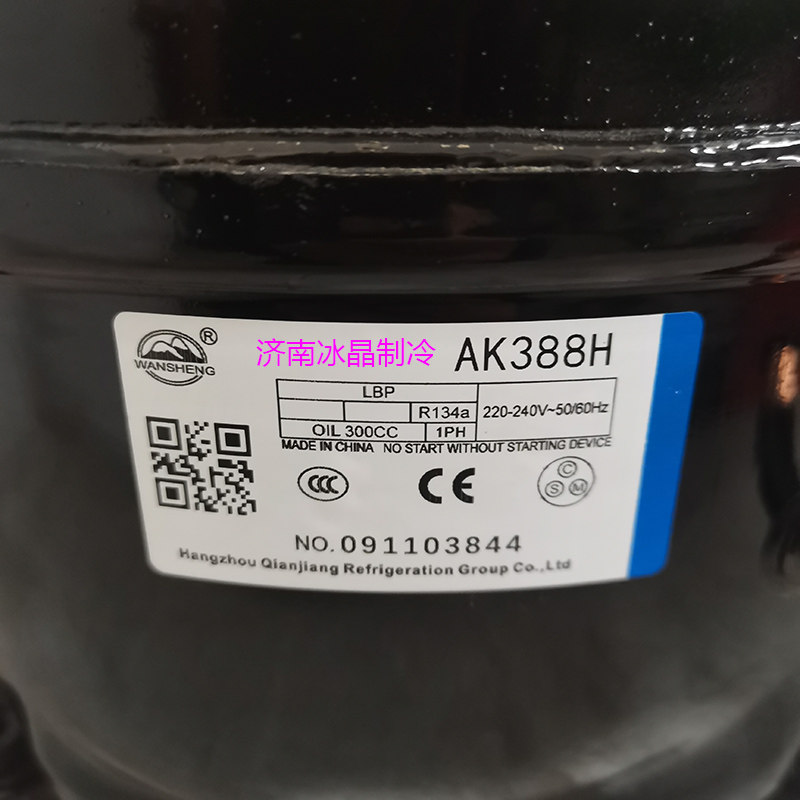 ®
WANSHENG
济南冰晶制冷 AK388H
LBP
R134a 220-240V~50/60Hz
OIL 300CC 1PH
MADE IN CHINA NO START WITHOUT STARTING DEVICE
CCC CE C S M
NO.091103844
Hangzhou Qianjiang Refrigeration Group Co.,Ltd